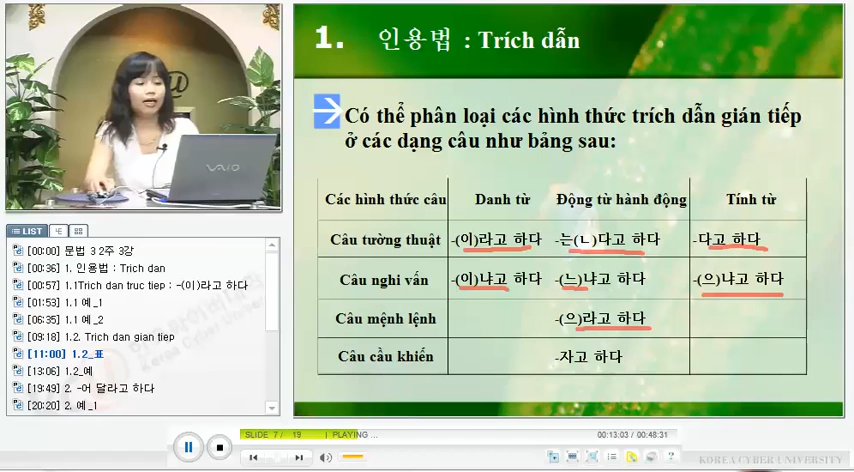 1. 인용법 : Trích dẫn
Có thể phân loại các hình thức trích dẫn gián tiếp
ở các dạng câu như bảng sau:
Các hình thức câu Danh từ Động từ hành động Tính từ
Câu tường thuật -(이)라고 하다 -는(ㄴ)다고 하다 -다고 하다
Câu nghi vấn -(이)냐고 하다 -(느)냐고 하다 -(으)냐고 하다
Câu mệnh lệnh -(으)라고 하다
Câu cầu khiến -자고 하다
VAIO
LIST
[00:00] 문법 3 2주 3강
[00:36] 1. 인용법 : Trich dan
[00:57] 1.1Trich dan truc tiep : -(이)라고 하다
[01:53] 1.1 예_1
[06:35] 1.1 예_2
[09:18] 1.2. Trich dan gian tiep
[11:00] 1.2_표
[13:06] 1.2_예
[19:49] 2. -어 달라고 하다
[20:20] 2. 예_1
SLIDE 7 / 19 | PLAYING ...
00:13:03 / 00:48:31
KOREA CYBER UNIVERSITY